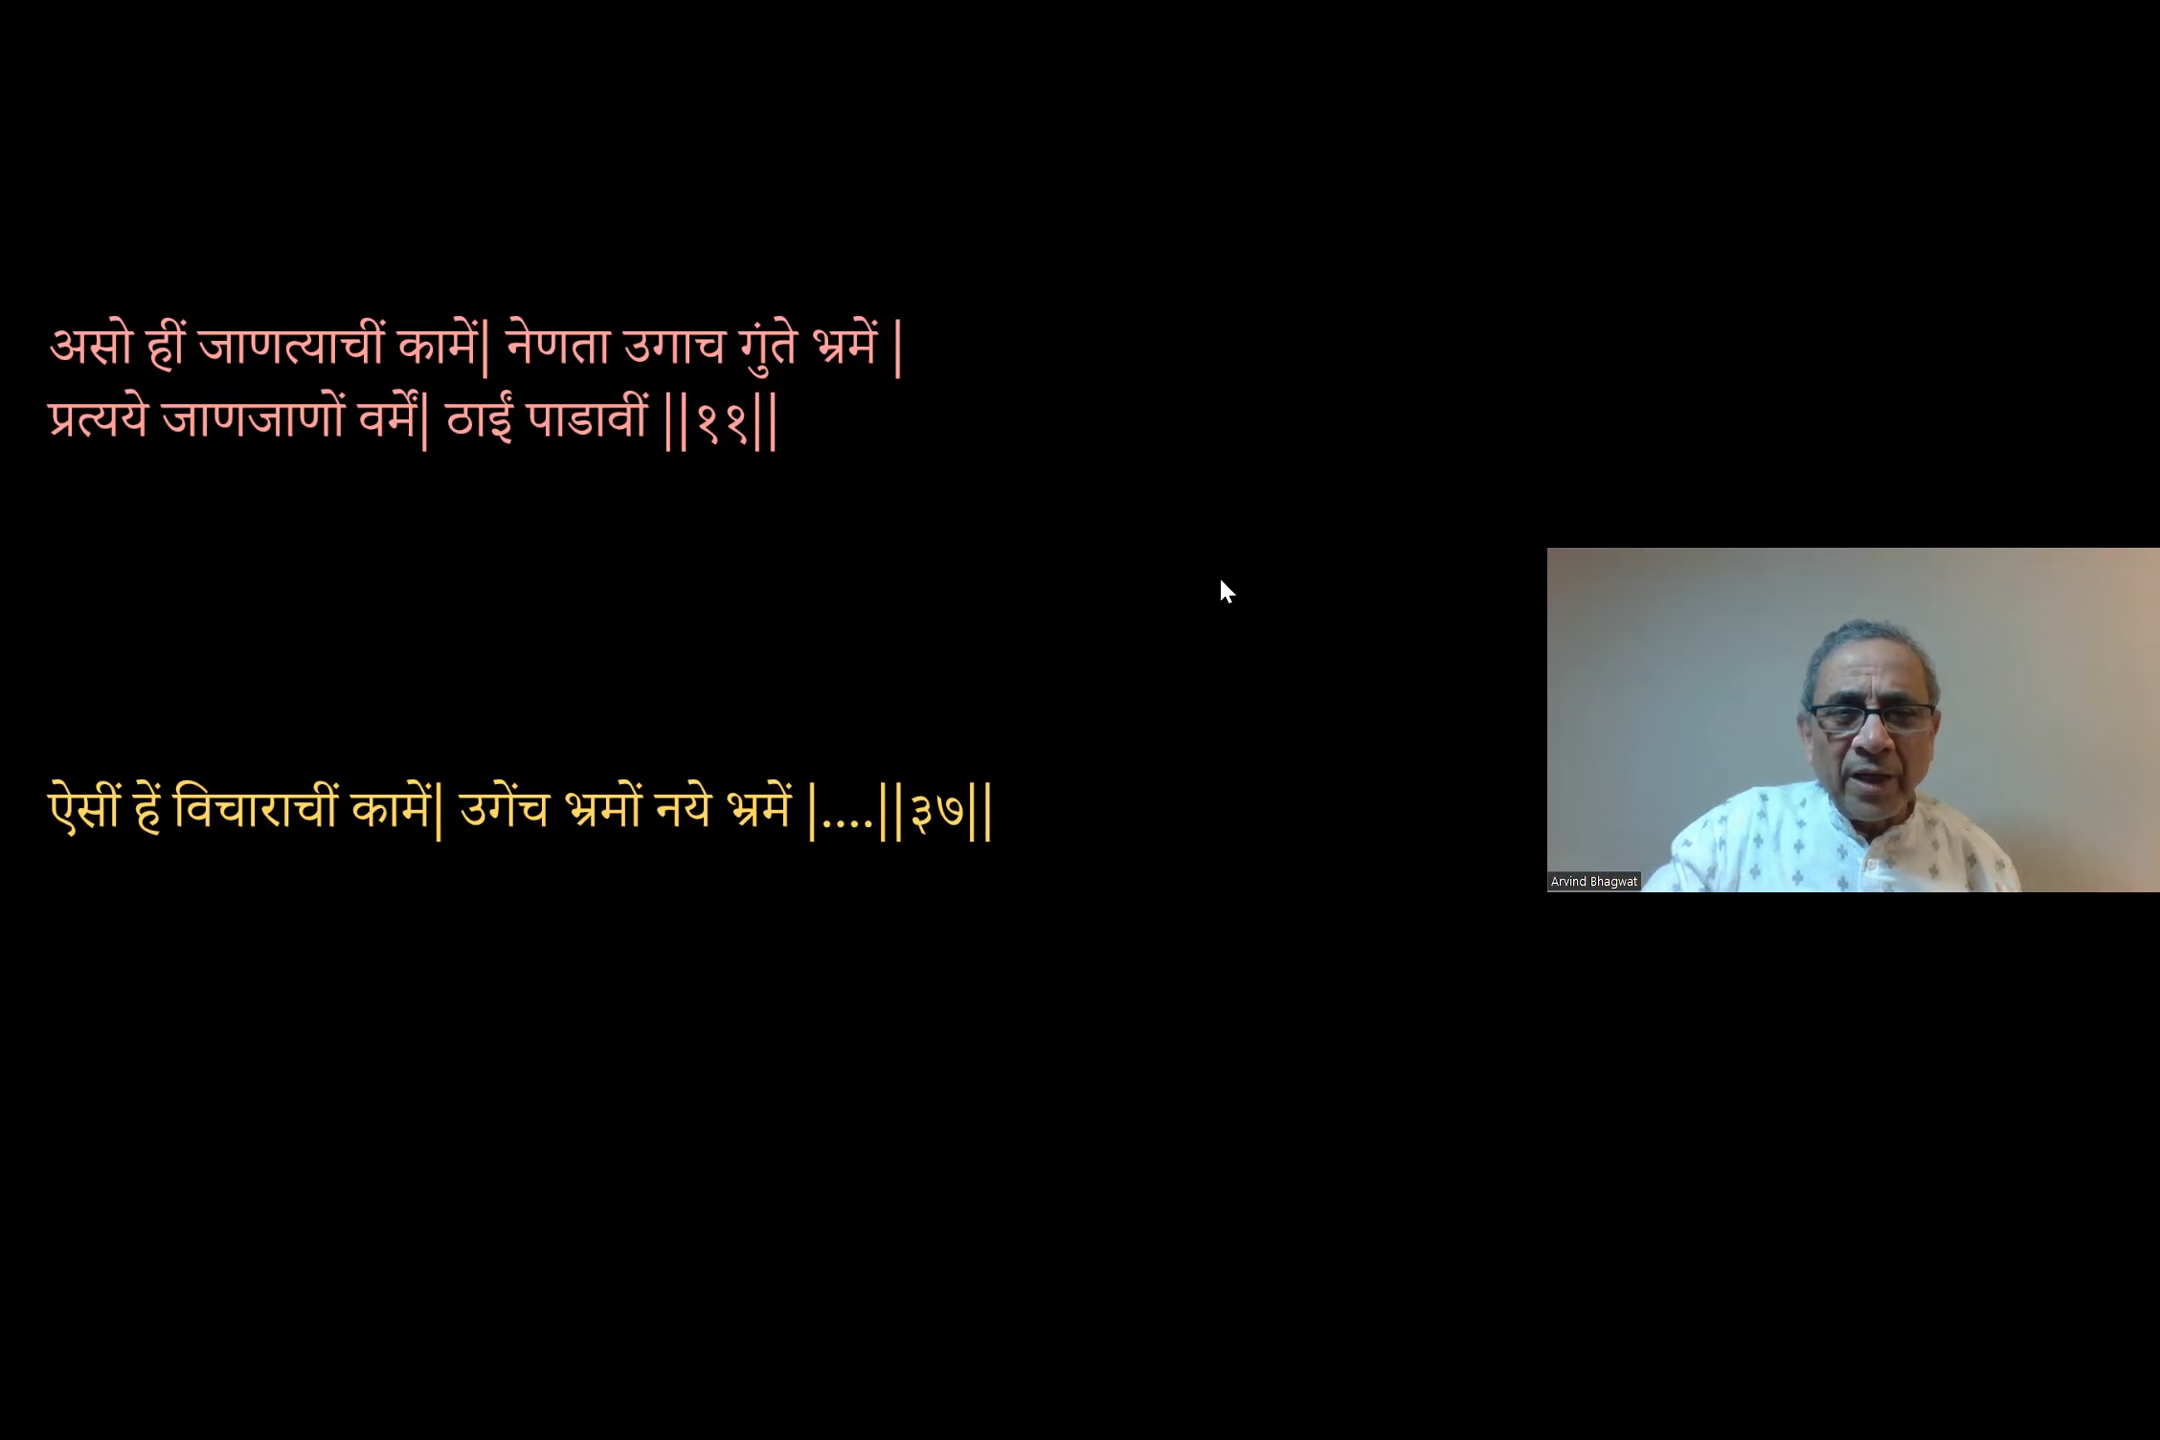 असो हीं जाणत्याचीं कामें| नेणता उगाच गुंते भ्रमें |
प्रत्यये जाणजाणों वर्में| ठाईं पाडावीं ||११||
ऐसीं हें विचाराचीं कामें| उगेंच भ्रमों नये भ्रमें |....||३७||
Arvind Bhagwat